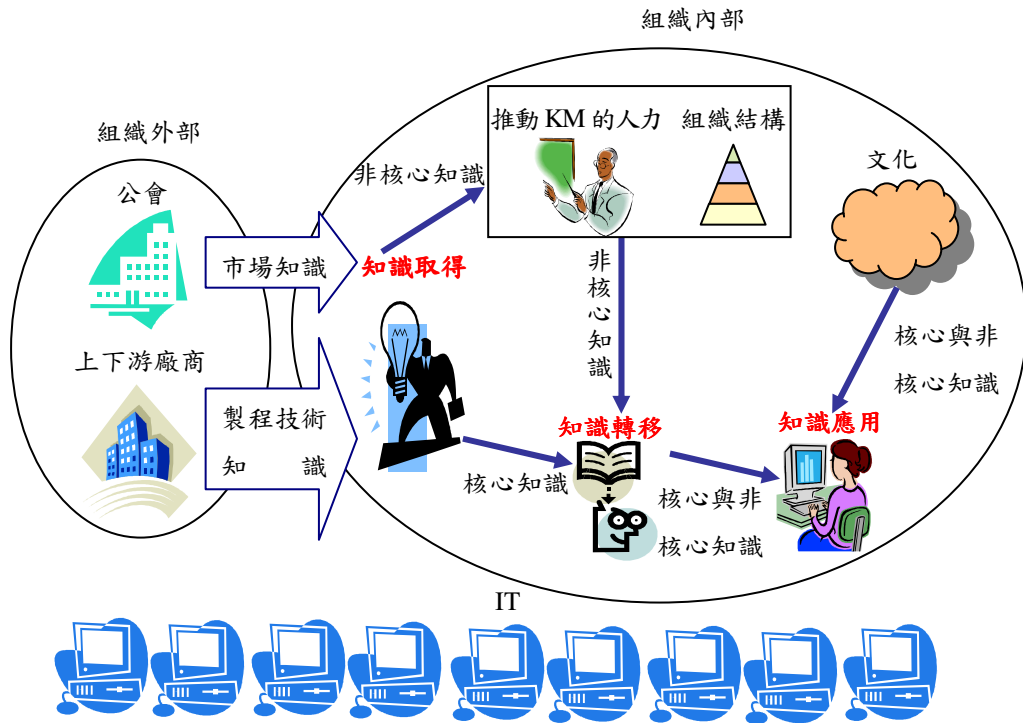 組織內部
組織外部
推動 KM 的人力
組織結構
文化
公會
非核心知識
市場知識
知識取得
非核心知識
上下游廠商
核心與非
核心知識
製程技術
知 識
知識轉移
知識應用
核心知識
核心與非
核心知識
IT